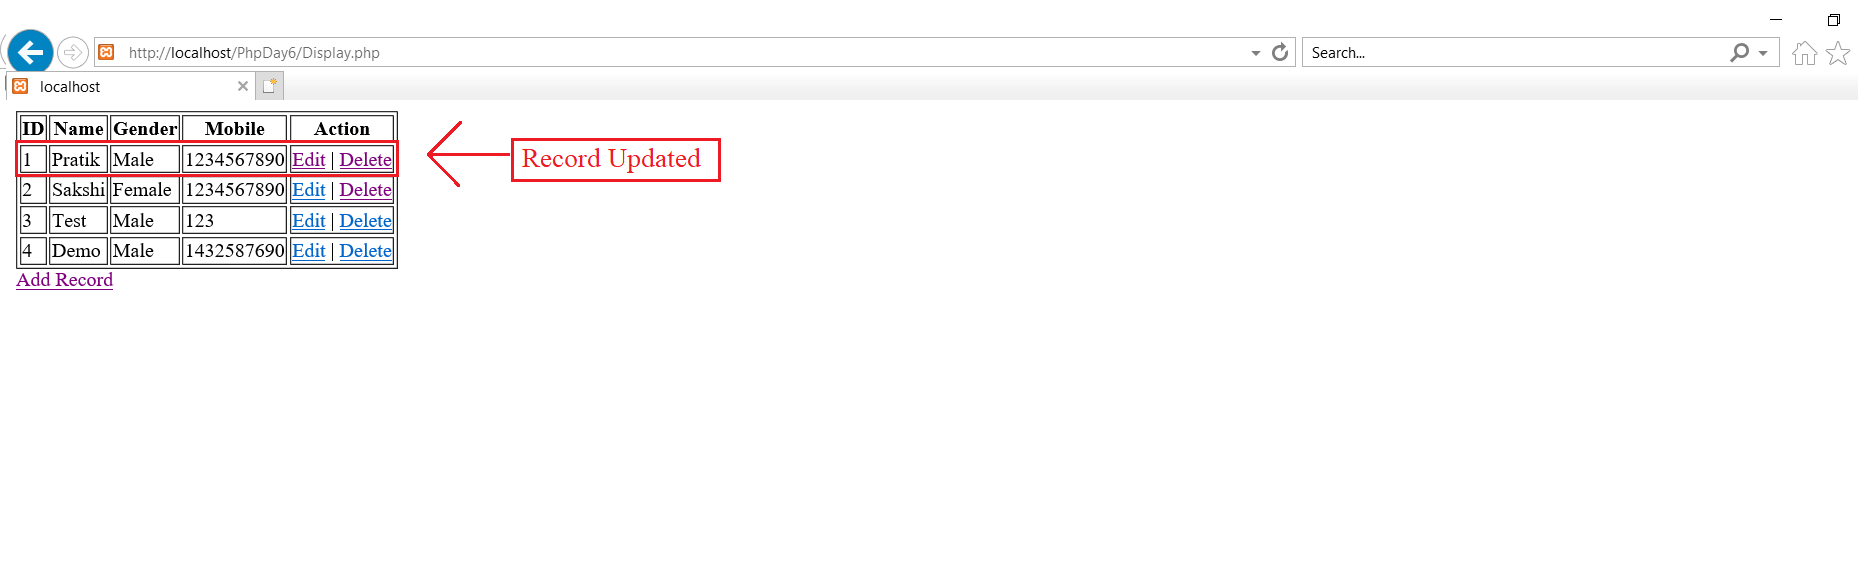 http://localhost/PhpDay6/Display.php
Search...
localhost
ID Name Gender Mobile Action
1 Pratik Male 1234567890 Edit | Delete
Record Updated
2 Sakshi Female 1234567890 Edit | Delete
3 Test Male 123 Edit | Delete
4 Demo Male 1432587690 Edit | Delete
Add Record